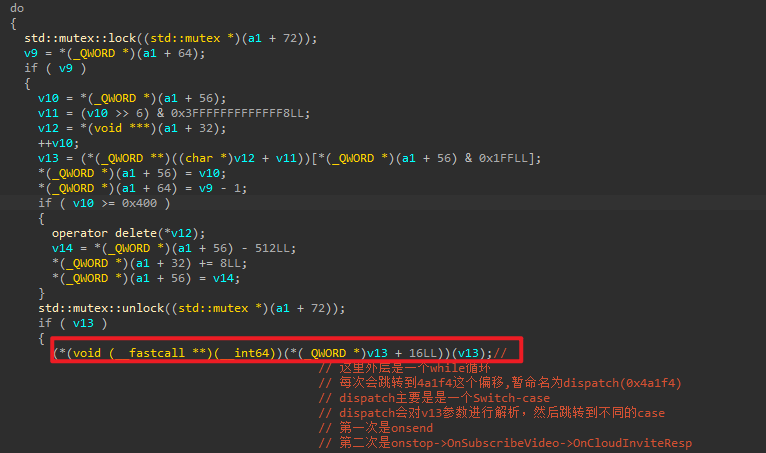 do
{
std::mutex::lock((std::mutex *)(a1 + 72));
v9 = *(_QWORD *)(a1 + 64);
if ( v9 )
{
v10 = *(_QWORD *)(a1 + 56);
v11 = (v10 >> 6) & 0x3FFFFFFFFFFFFF8LL;
v12 = *(void ***)(a1 + 32);
++v10;
v13 = (*(_QWORD **)((char *)v12 + v11))[*(_QWORD *)(a1 + 56) & 0x1FFLL];
*(_QWORD *)(a1 + 56) = v10;
*(_QWORD *)(a1 + 64) = v9 - 1;
if ( v10 >= 0x400 )
{
operator delete(*v12);
v14 = *(_QWORD *)(a1 + 56) - 512LL;
*(_QWORD *)(a1 + 32) += 8LL;
*(_QWORD *)(a1 + 56) = v14;
}
std::mutex::unlock((std::mutex *)(a1 + 72));
if ( v13 )
{
(*(void (__fastcall **)(__int64))(*(_QWORD *)v13 + 16LL))(v13);//
// 这里外层是一个while循环
// 每次会跳转到4a1f4这个偏移,暂命名为dispatch(0x4a1f4)
// dispatch主要是是一个Switch-case
// dispatch会对v13参数进行解析，然后跳转到不同的case
// 第一次是onsend
// 第二次是onstop->OnSubscribeVideo->OnCloudInviteResp